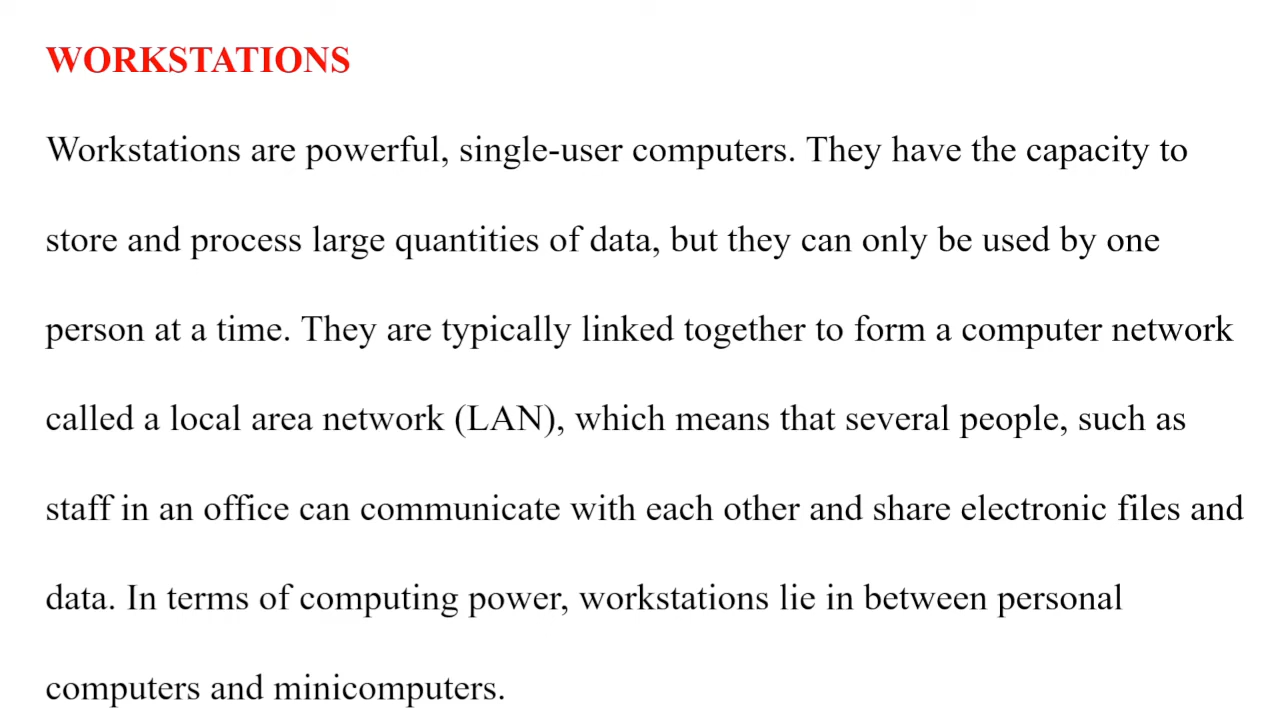 WORKSTATIONS
Workstations are powerful, single-user computers. They have the capacity to
store and process large quantities of data, but they can only be used by one
person at a time. They are typically linked together to form a computer network
called a local area network (LAN), which means that several people, such as
staff in an office can communicate with each other and share electronic files and
data. In terms of computing power, workstations lie in between personal
computers and minicomputers.